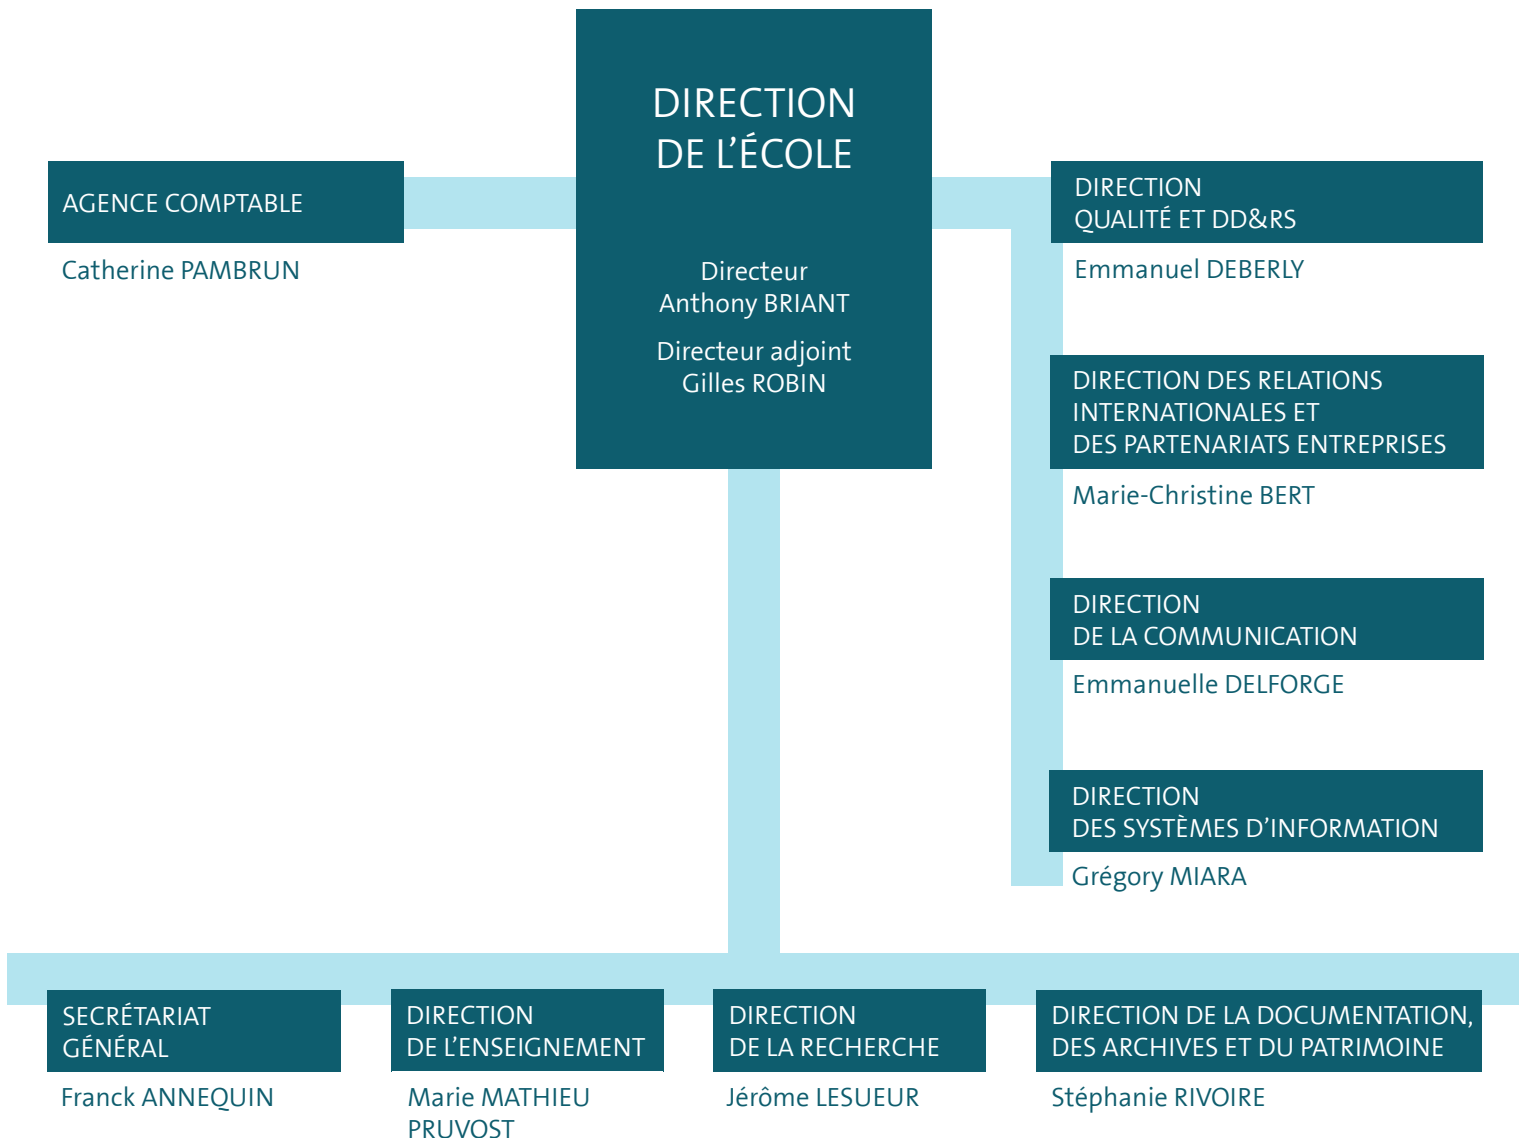 DIRECTION
DE L’ÉCOLE
Directeur
Anthony BRIANT
Directeur adjoint
Gilles ROBIN
AGENCE COMPTABLE
Catherine PAMBRUN
DIRECTION
QUALITÉ ET DD&RS
Emmanuel DEBERLY
DIRECTION DES RELATIONS
INTERNATIONALES ET
DES PARTENARIATS ENTREPRISES
Marie-Christine BERT
DIRECTION
DE LA COMMUNICATION
Emmanuelle DELFORGE
DIRECTION
DES SYSTÈMES D’INFORMATION
Grégory MIARA
SECRÉTARIAT
GÉNÉRAL
Franck ANNEQUIN
DIRECTION
DE L’ENSEIGNEMENT
Marie MATHIEU
PRUVOST
DIRECTION
DE LA RECHERCHE
Jérôme LESUEUR
DIRECTION DE LA DOCUMENTATION,
DES ARCHIVES ET DU PATRIMOINE
Stéphanie RIVOIRE